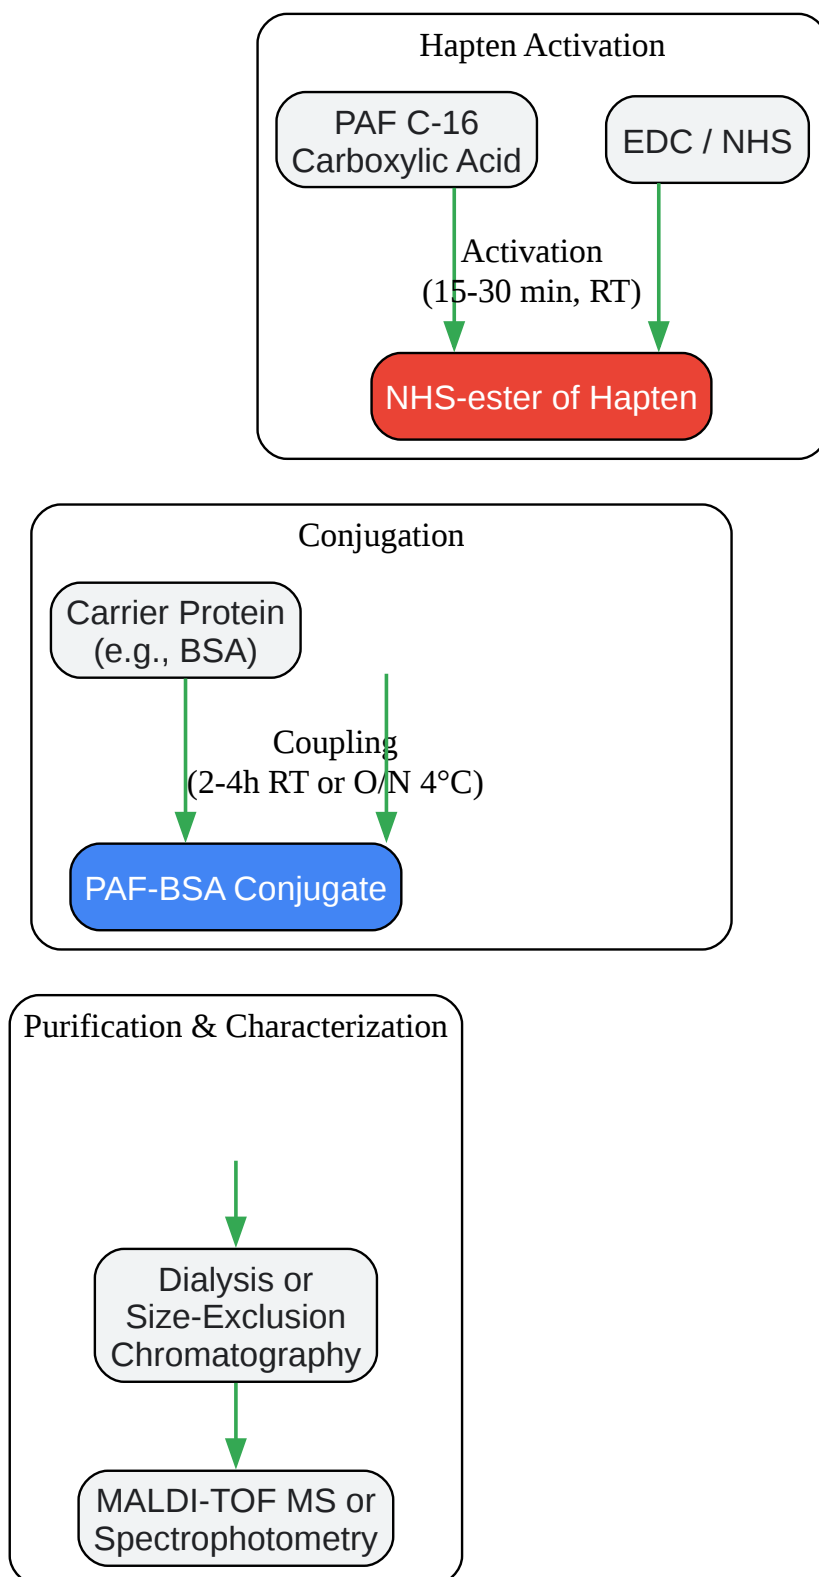 Hapten Activation
PAF C-16
Carboxylic Acid
EDC / NHS
Activation
(15-30 min, RT)
NHS-ester of Hapten
Conjugation
Carrier Protein
(e.g., BSA)
Coupling
(2-4h RT or O/N 4°C)
PAF-BSA Conjugate
Purification & Characterization
Dialysis or
Size-Exclusion
Chromatography
MALDI-TOF MS or
Spectrophotometry